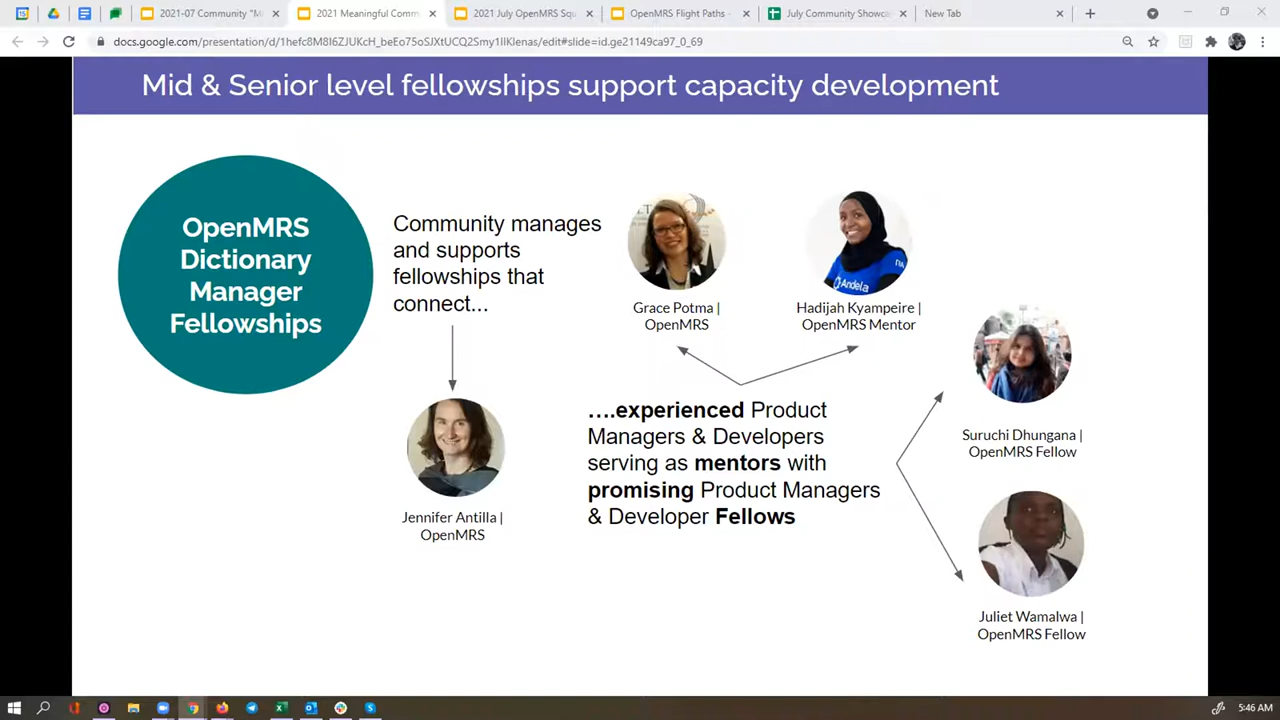 2021-07 Community "M
2021 Meaningful Comm
2021 July OpenMRS Squ
OpenMRS Flight Paths -
July Community Showca
New Tab
docs.google.com/presentation/d/1hefc8M8I6ZJUKcH_beEo75oSJXtUCQ2Smy1IlKlenas/edit#slide=id.ge21149ca97_0_69
Mid & Senior level fellowships support capacity development
OpenMRS
Dictionary
Manager
Fellowships
Community manages
and supports
fellowships that
connect...
Grace Potma |
OpenMRS
Hadijah Kyampeire |
OpenMRS Mentor
Andela
Jennifer Antilla |
OpenMRS
....experienced Product
Managers & Developers
serving as mentors with
promising Product Managers
& Developer Fellows
Suruchi Dhungana |
OpenMRS Fellow
Juliet Wamalwa |
OpenMRS Fellow
5:46 AM